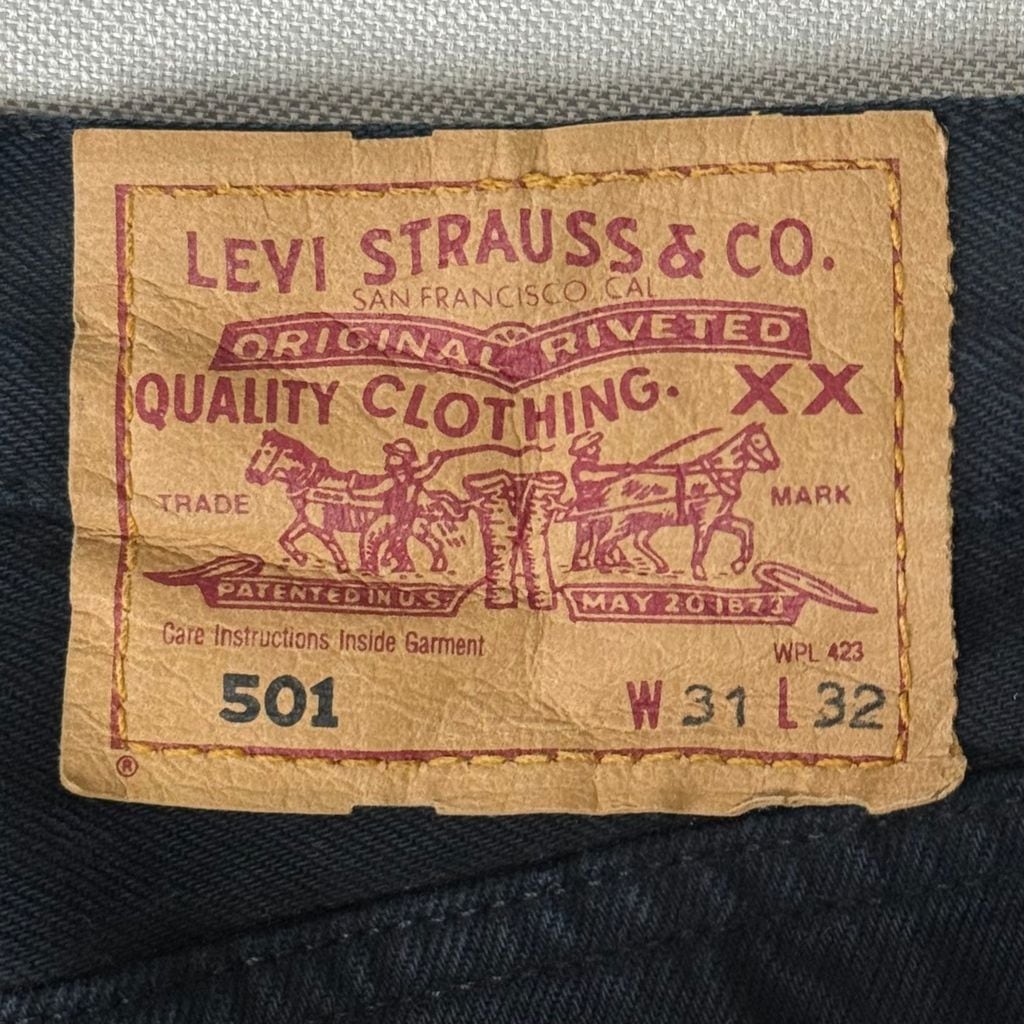 LEVI STRAUSS & CO.
SAN FRANCISCO, CAL
ORIGINAL RIVETED
QUALITY CLOTHING. XX
TRADE MARK
PATENTED IN U.S. MAY 20 1873
Care Instructions Inside Garment
WPL 423
501 W 31 L 32
®